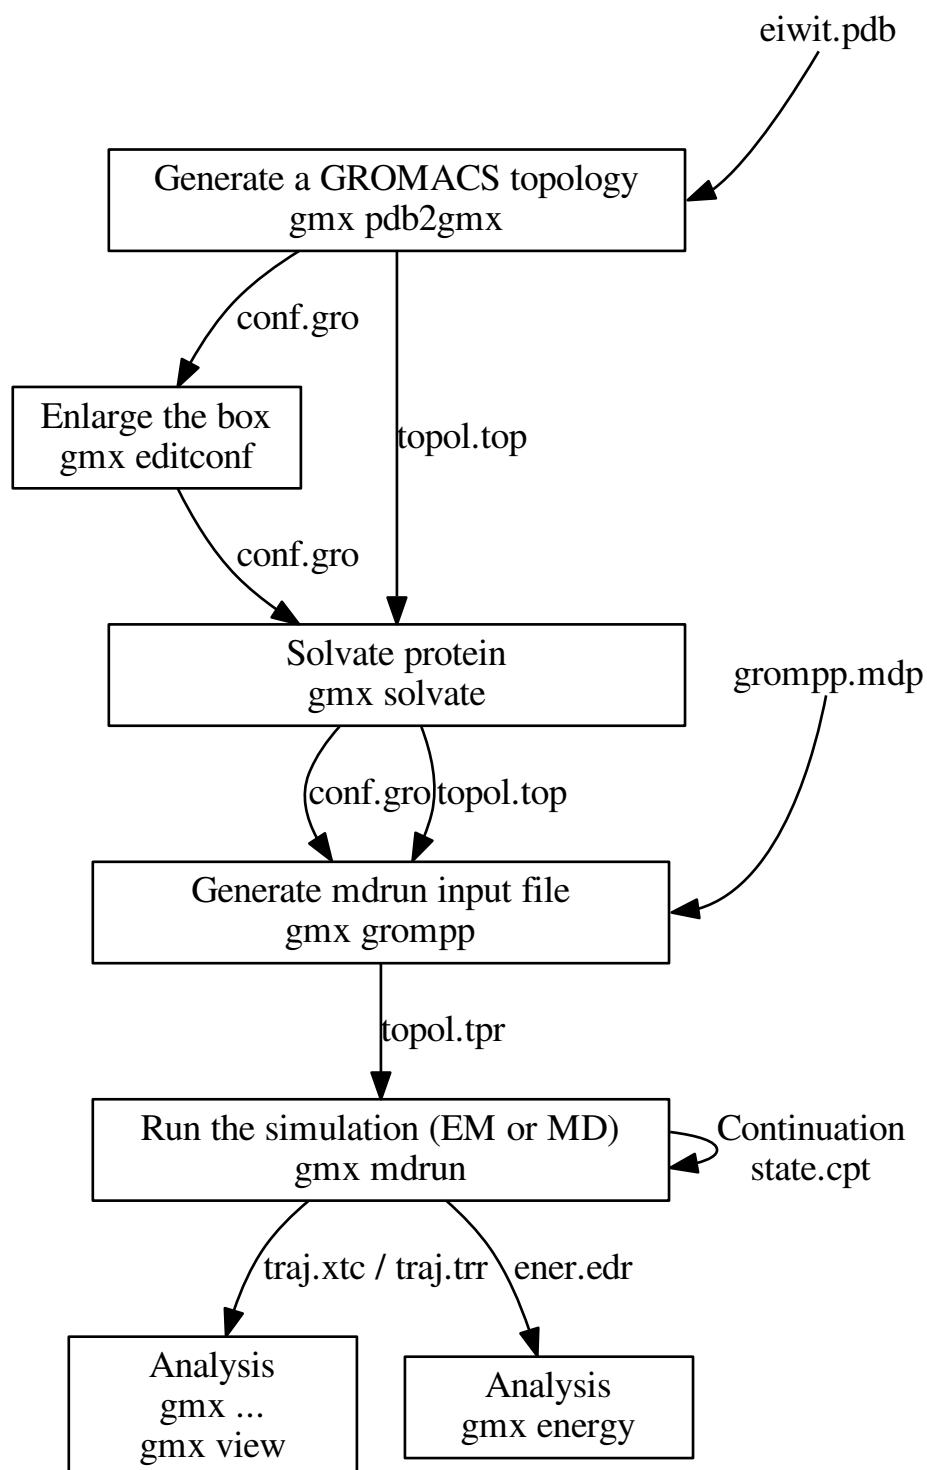 eiwit.pdb
Generate a GROMACS topology
gmx pdb2gmx
conf.gro
Enlarge the box
gmx editconf
topol.top
conf.gro
Solvate protein
gmx solvate
grompp.mdp
conf.gro
topol.top
Generate mdrun input file
gmx grompp
topol.tpr
Run the simulation (EM or MD)
gmx mdrun
Continuation
state.cpt
traj.xtc / traj.trr
ener.edr
Analysis
gmx ...
gmx view
Analysis
gmx energy